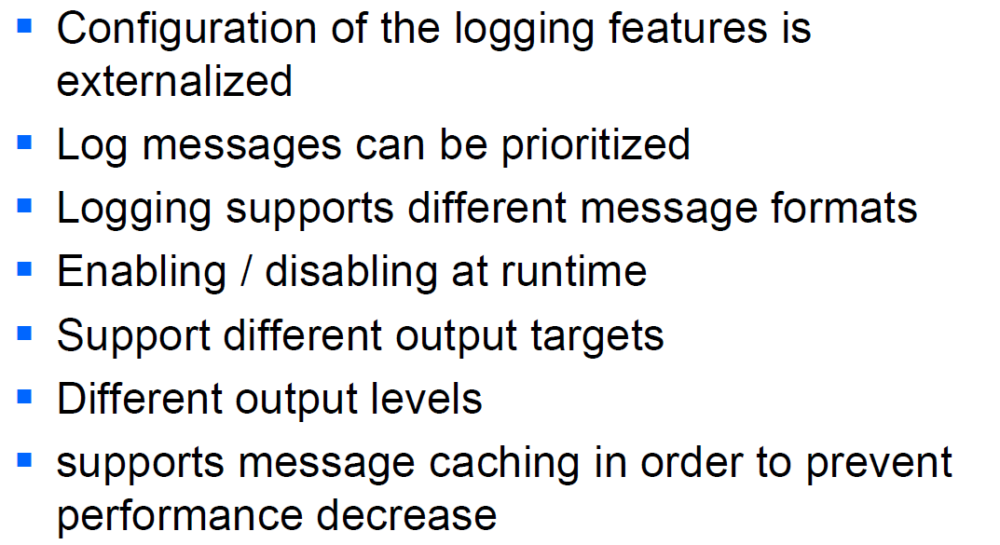 Configuration of the logging features is
externalized
Log messages can be prioritized
Logging supports different message formats
Enabling / disabling at runtime
Support different output targets
Different output levels
supports message caching in order to prevent
performance decrease